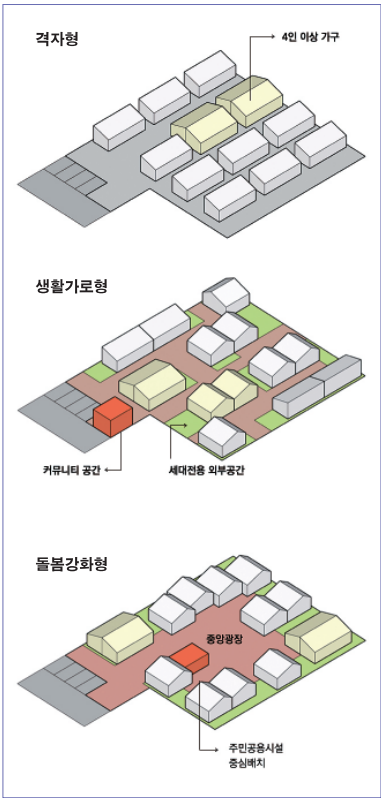 격자형
4인 이상 가구
생활가로형
커뮤니티 공간
세대전용 외부공간
돌봄강화형
중앙광장
주민공용시설
중심배치